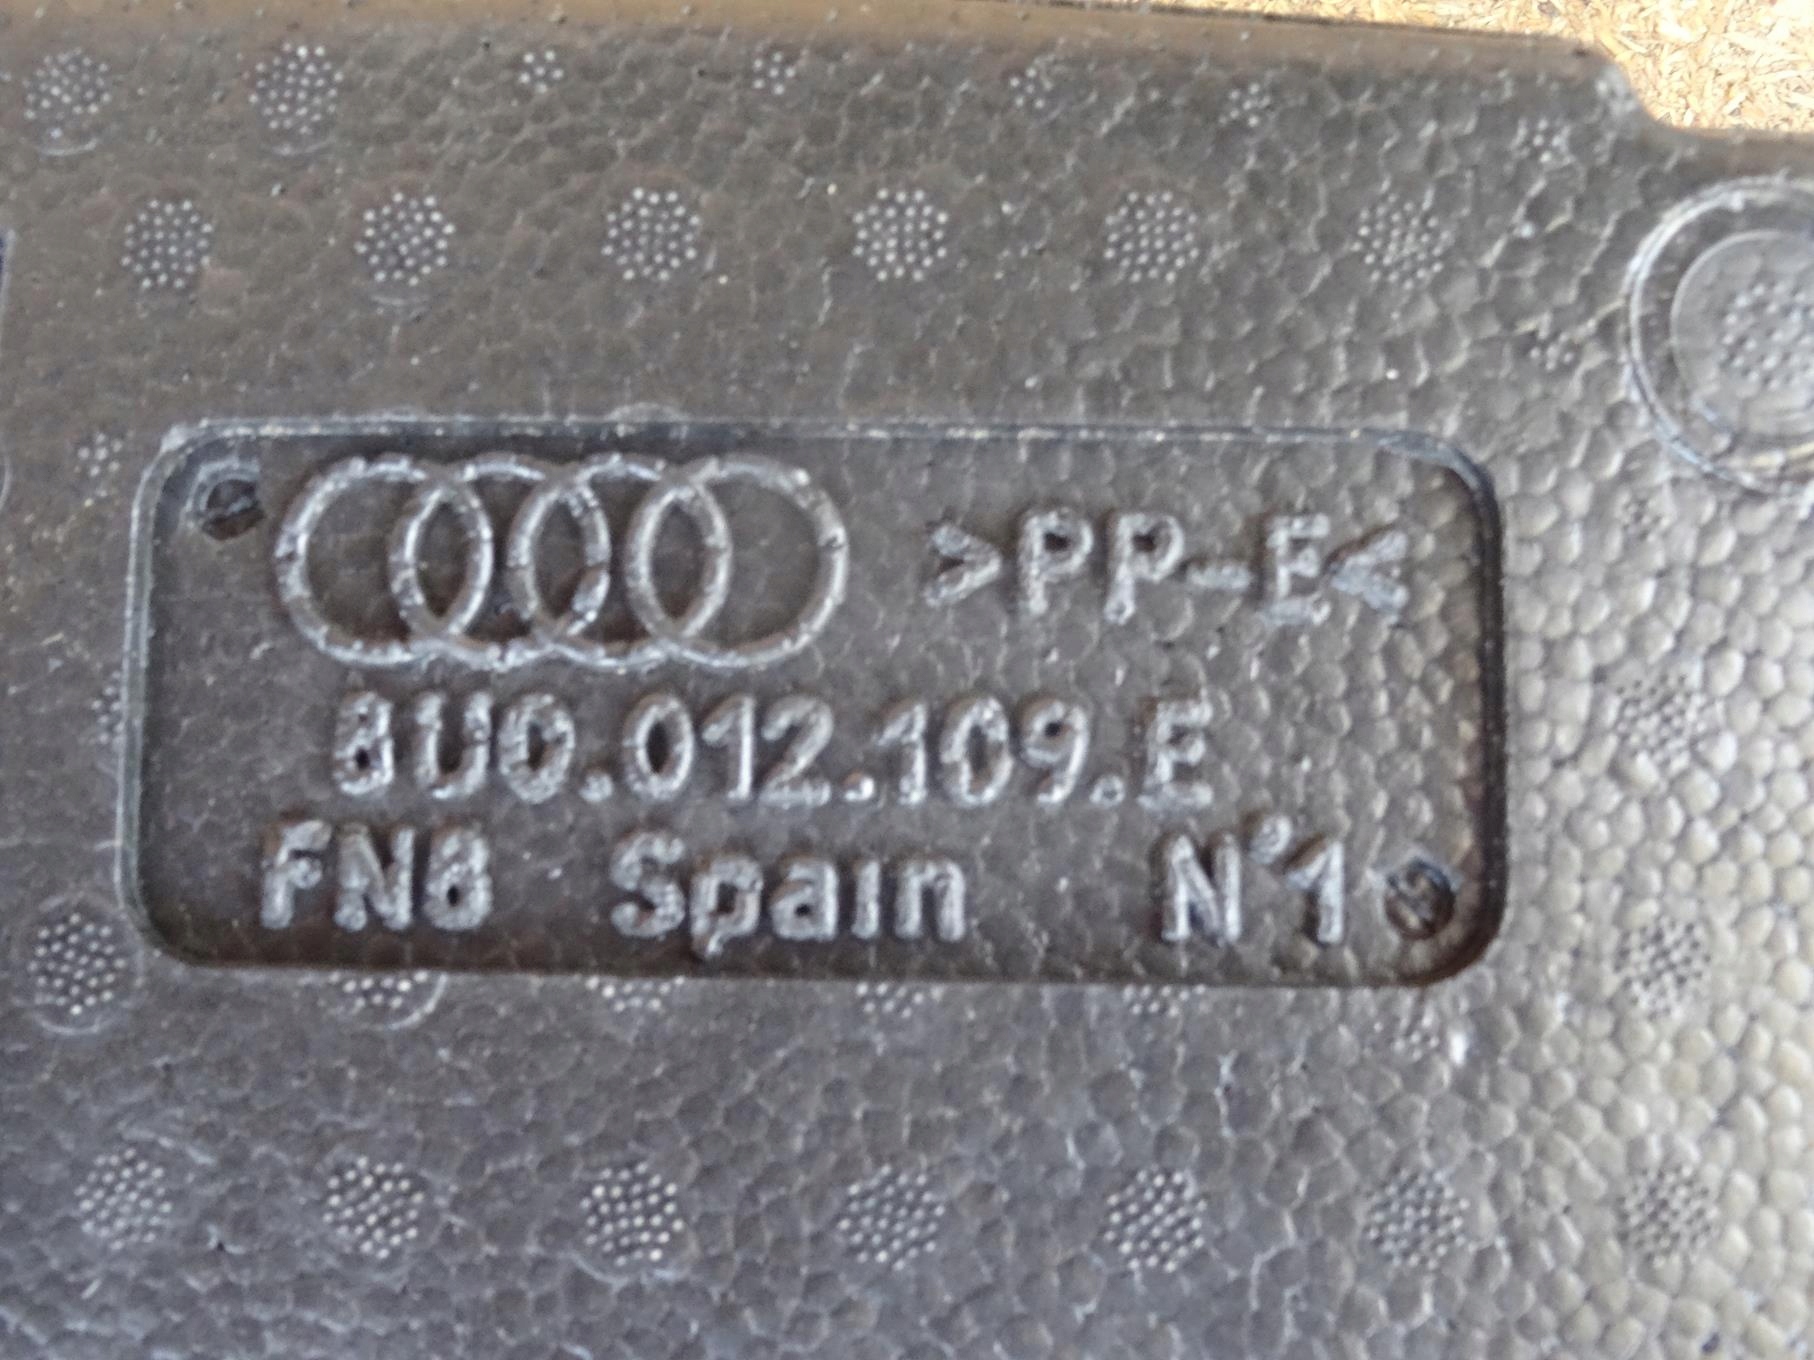 >PP-E<
8U0.012.109.E
FN8 Spain N°1